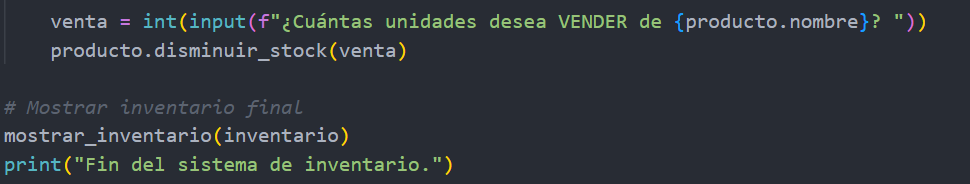 venta = int(input(f"¿Cuántas unidades desea VENDER de {producto.nombre}? "))
producto.disminuir_stock(venta)
# Mostrar inventario final
mostrar_inventario(inventario)
print("Fin del sistema de inventario.")